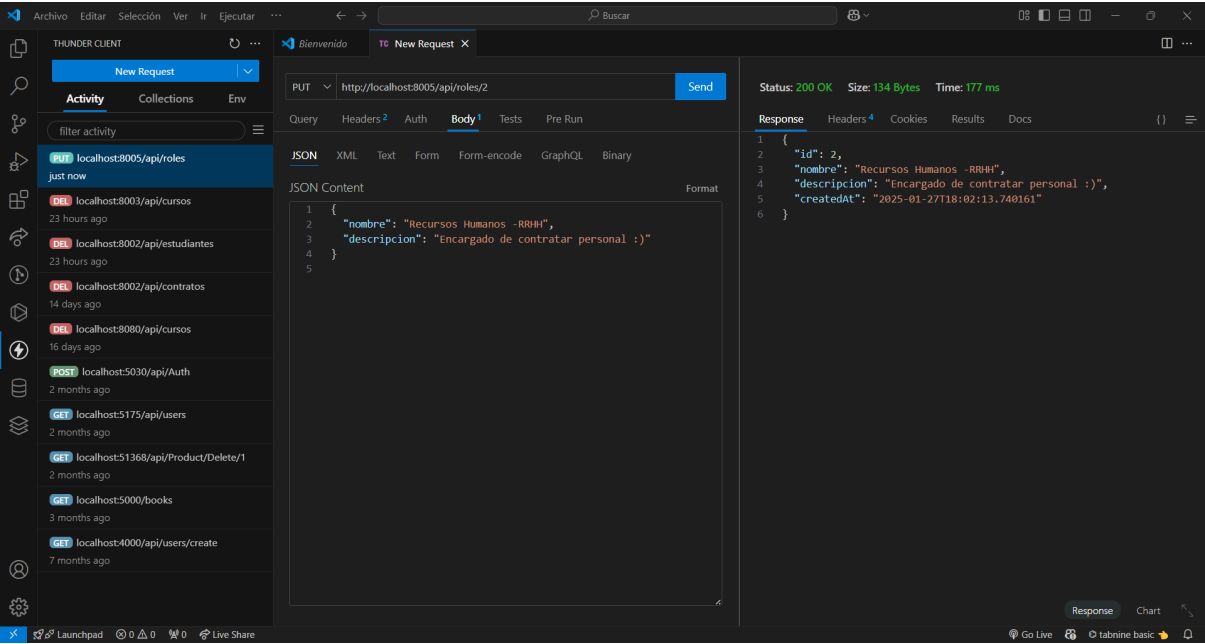 Archivo Editar Selección Ver Ir Ejecutar ··· Buscar
THUNDER CLIENT ···
New Request
Activity Collections Env
filter activity
PUT localhost:8005/api/roles
just now
DEL localhost:8003/api/cursos
23 hours ago
DEL localhost:8002/api/estudiantes
23 hours ago
DEL localhost:8002/api/contratos
14 days ago
DEL localhost:8080/api/cursos
16 days ago
POST localhost:5030/api/Auth
2 months ago
GET localhost:5175/api/users
2 months ago
GET localhost:51368/api/Product/Delete/1
2 months ago
GET localhost:5000/books
3 months ago
GET localhost:4000/api/users/create
7 months ago
Bienvenido TC New Request ···
PUT http://localhost:8005/api/roles/2 Send
Query Headers 2 Auth Body 1 Tests Pre Run
JSON XML Text Form Form-encode GraphQL Binary
JSON Content Format
1 {
2 "nombre": "Recursos Humanos -RRHH",
3 "descripcion": "Encargado de contratar personal :)"
4 }
5
Status: 200 OK Size: 134 Bytes Time: 177 ms
Response Headers 4 Cookies Results Docs { }
1 {
2 "id": 2,
3 "nombre": "Recursos Humanos -RRHH",
4 "descripcion": "Encargado de contratar personal :)",
5 "createdAt": "2025-01-27T18:02:13.740161"
6 }
Response Chart
Launchpad 0 0 0 Live Share Go Live tabnine basic